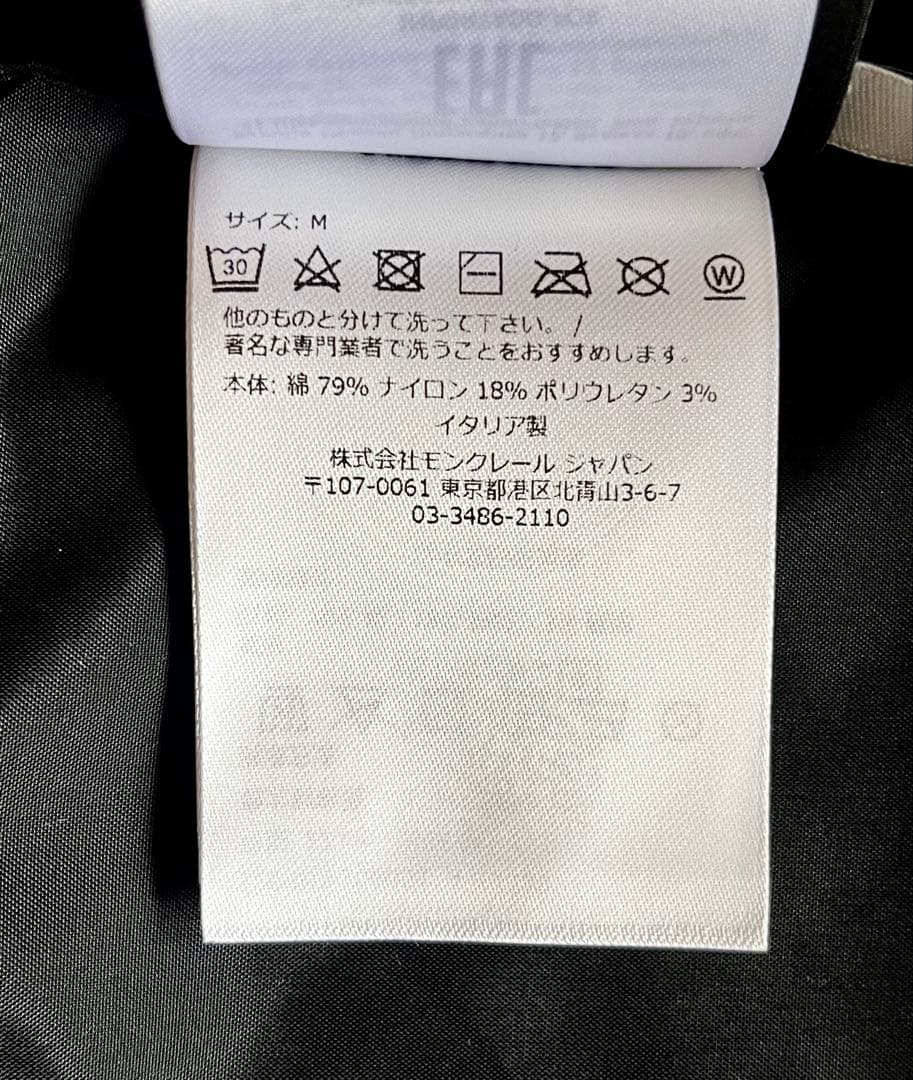 EAC
サイズ: M
30
W
他のものと分けて洗って下さい。 /
著名な専門業者で洗うことをおすすめします。
本体: 綿 79% ナイロン 18% ポリウレタン 3%
イタリア製
株式会社モンクレール ジャパン
〒107-0061 東京都港区北青山3-6-7
03-3486-2110